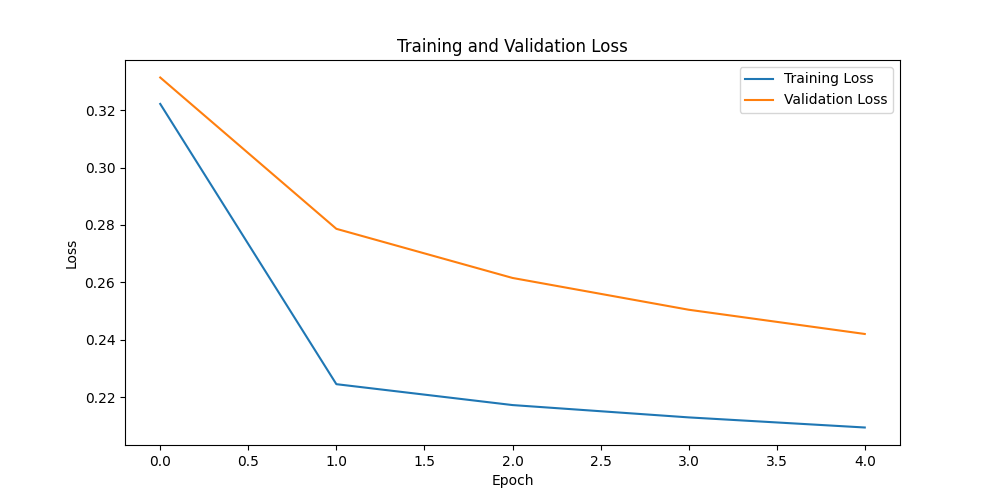 Training and Validation Loss
Training Loss
Validation Loss
Loss
0.32
0.30
0.28
0.26
0.24
0.22
0.0 0.5 1.0 1.5 2.0 2.5 3.0 3.5 4.0
Epoch